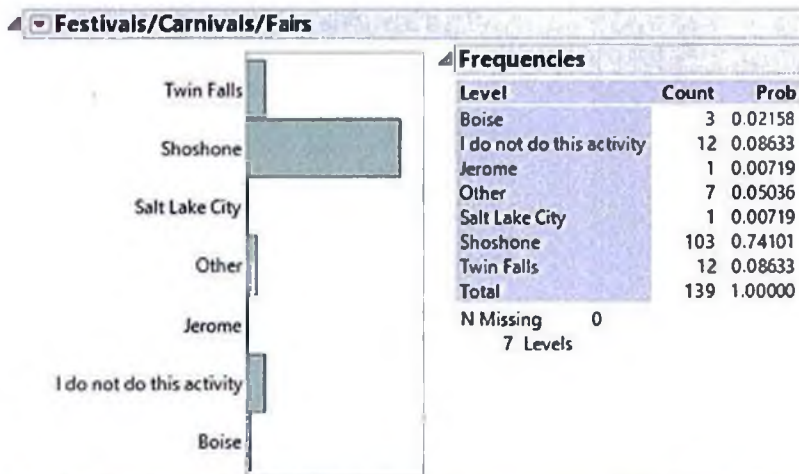 Festivals/Carnivals/Fairs
Twin Falls
Shoshone
Salt Lake City
Other
Jerome
I do not do this activity
Boise
Frequencies
Level Count Prob
Boise 3 0.02158
I do not do this activity 12 0.08633
Jerome 1 0.00719
Other 7 0.05036
Salt Lake City 1 0.00719
Shoshone 103 0.74101
Twin Falls 12 0.08633
Total 139 1.00000
N Missing 0
7 Levels